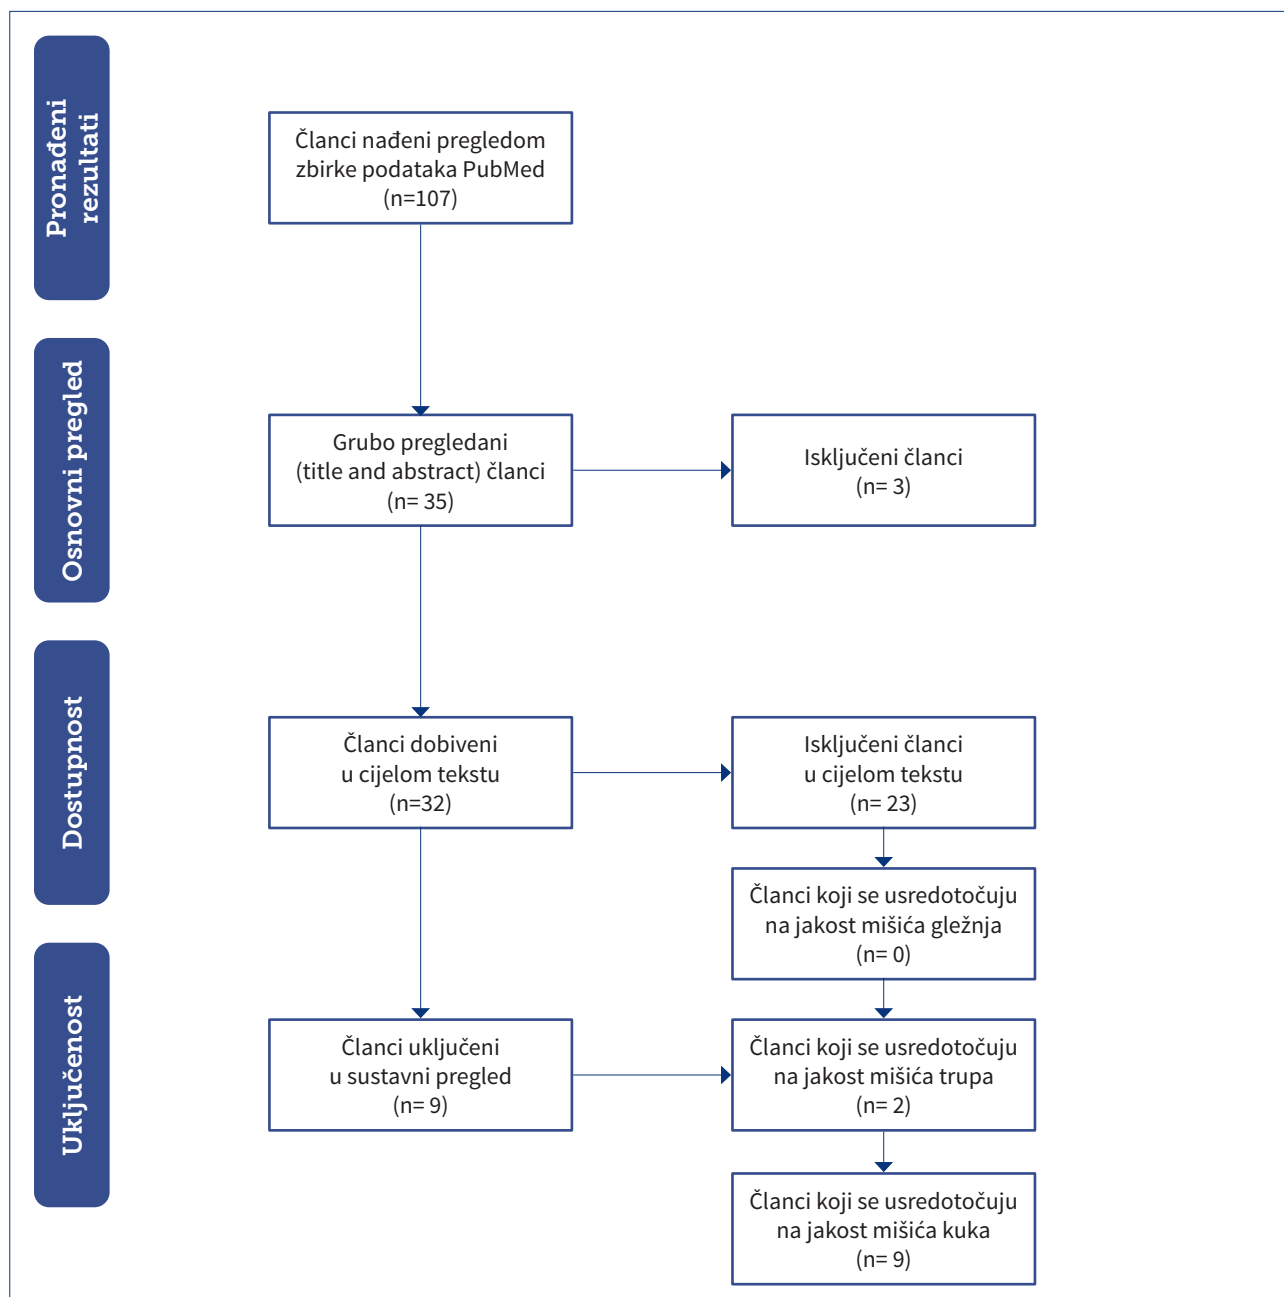 Pronađeni
rezultati
Članci nađeni pregledom
zbirke podataka PubMed
(n=107)
Osnovni pregled
Grubo pregledani
(title and abstract) članci
(n= 35)
Isključeni članci
(n= 3)
Dostupnost
Članci dobiveni
u cijelom tekstu
(n=32)
Isključeni članci
u cijelom tekstu
(n= 23)
Članci koji se usredotočuju
na jakost mišića gležnja
(n= 0)
Uključenost
Članci uključeni
u sustavni pregled
(n= 9)
Članci koji se usredotočuju
na jakost mišića trupa
(n= 2)
Članci koji se usredotočuju
na jakost mišića kuka
(n= 9)